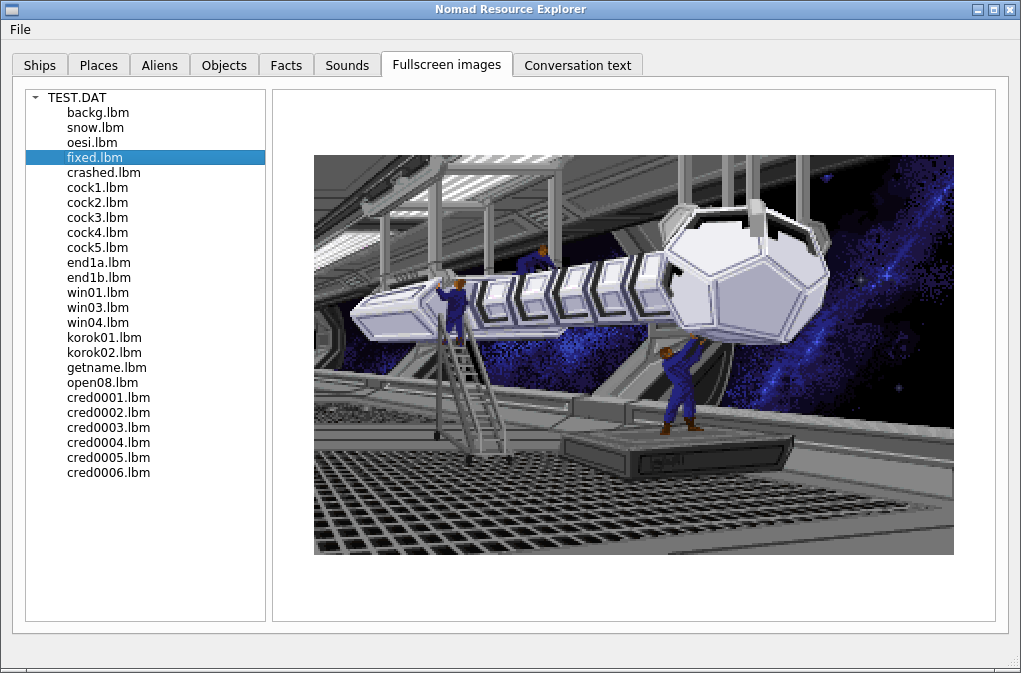 Nomad Resource Explorer
File
Ships Places Aliens Objects Facts Sounds Fullscreen images Conversation text
TEST.DAT
backg.lbm
snow.lbm
oesi.lbm
fixed.lbm
crashed.lbm
cock1.lbm
cock2.lbm
cock3.lbm
cock4.lbm
cock5.lbm
end1a.lbm
end1b.lbm
win01.lbm
win03.lbm
win04.lbm
korok01.lbm
korok02.lbm
getname.lbm
open08.lbm
cred0001.lbm
cred0002.lbm
cred0003.lbm
cred0004.lbm
cred0005.lbm
cred0006.lbm